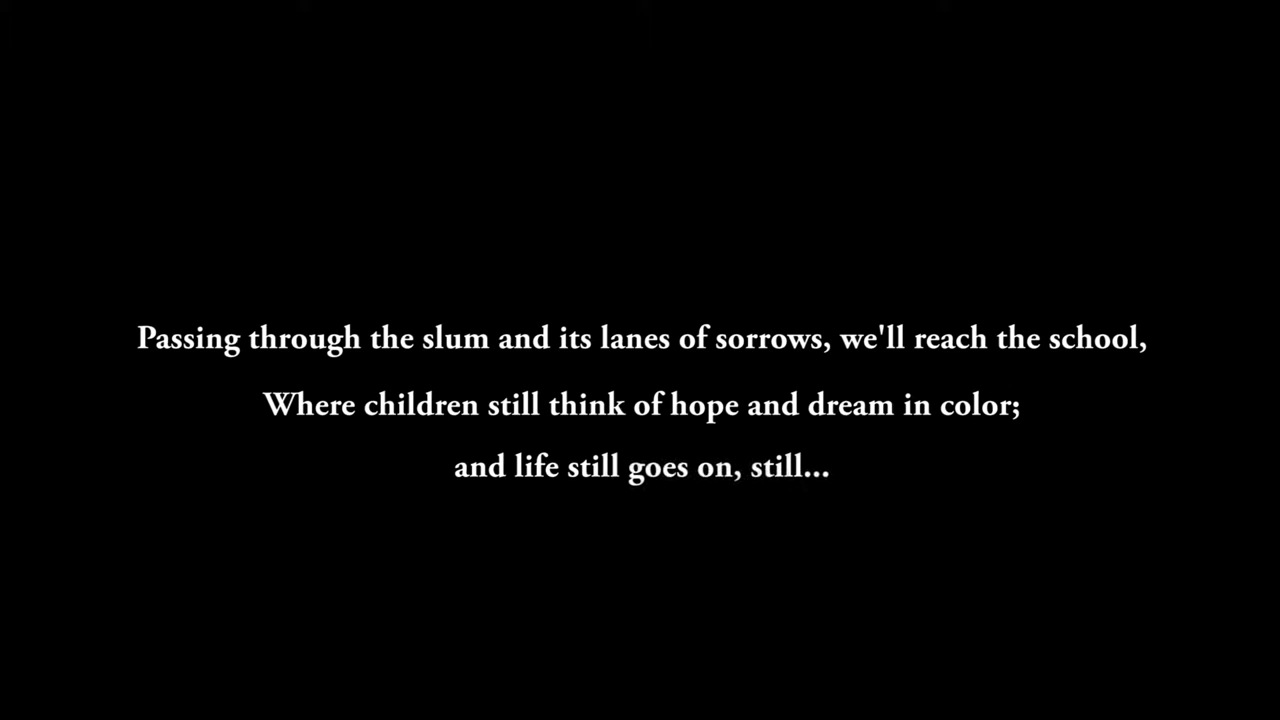 Passing through the slum and its lanes of sorrows, we'll reach the school,
Where children still think of hope and dream in color;
and life still goes on, still...